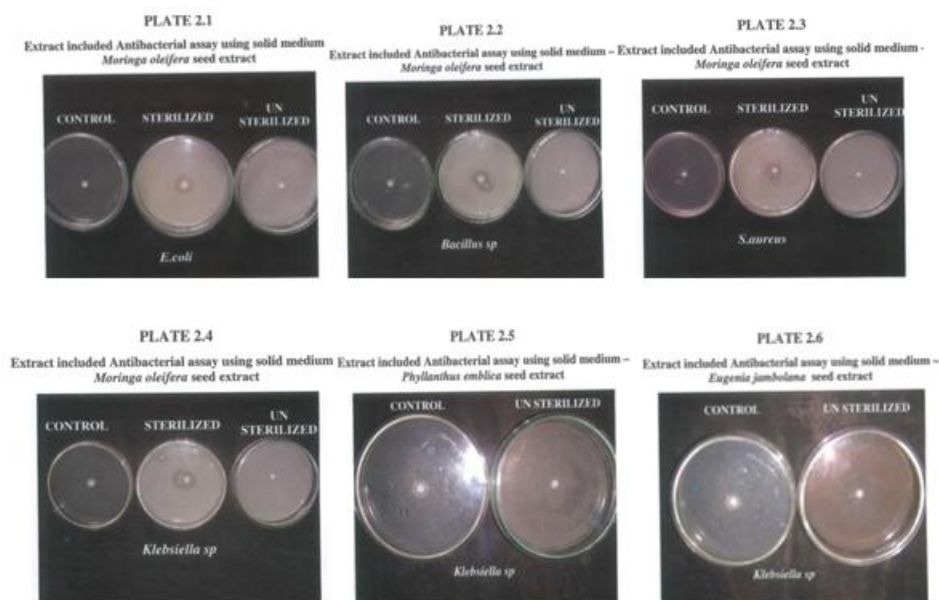 PLATE 2.1
Extract included Antibacterial assay using solid medium
Moringa oleifera seed extract
CONTROL
STERILIZED
UN
STERILIZED
E.coli
PLATE 2.2
Extract included Antibacterial assay using solid medium –
Moringa oleifera seed extract
CONTROL
STERILIZED
UN
STERILIZED
Bacillus sp
PLATE 2.3
Extract included Antibacterial assay using solid medium -
Moringa oleifera seed extract
CONTROL
STERILIZED
UN
STERILIZED
S.aureus
PLATE 2.4
Extract included Antibacterial assay using solid medium
Moringa oleifera seed extract
CONTROL
STERILIZED
UN
STERILIZED
Klebsiella sp
PLATE 2.5
Extract included Antibacterial assay using solid medium –
Phyllanthus emblica seed extract
CONTROL
UN STERILIZED
Klebsiella sp
PLATE 2.6
Extract included Antibacterial assay using solid medium –
Eugenia jambolana seed extract
CONTROL
UN STERILIZED
Klebsiella sp